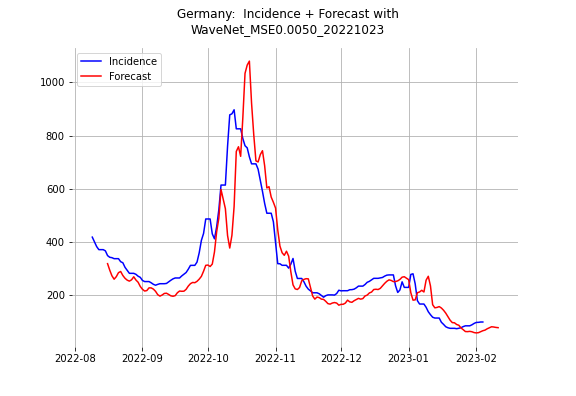 Germany: Incidence + Forecast with
WaveNet_MSE0.0050_20221023
Incidence
Forecast
1000
800
600
400
200
2022-08 2022-09 2022-10 2022-11 2022-12 2023-01 2023-02